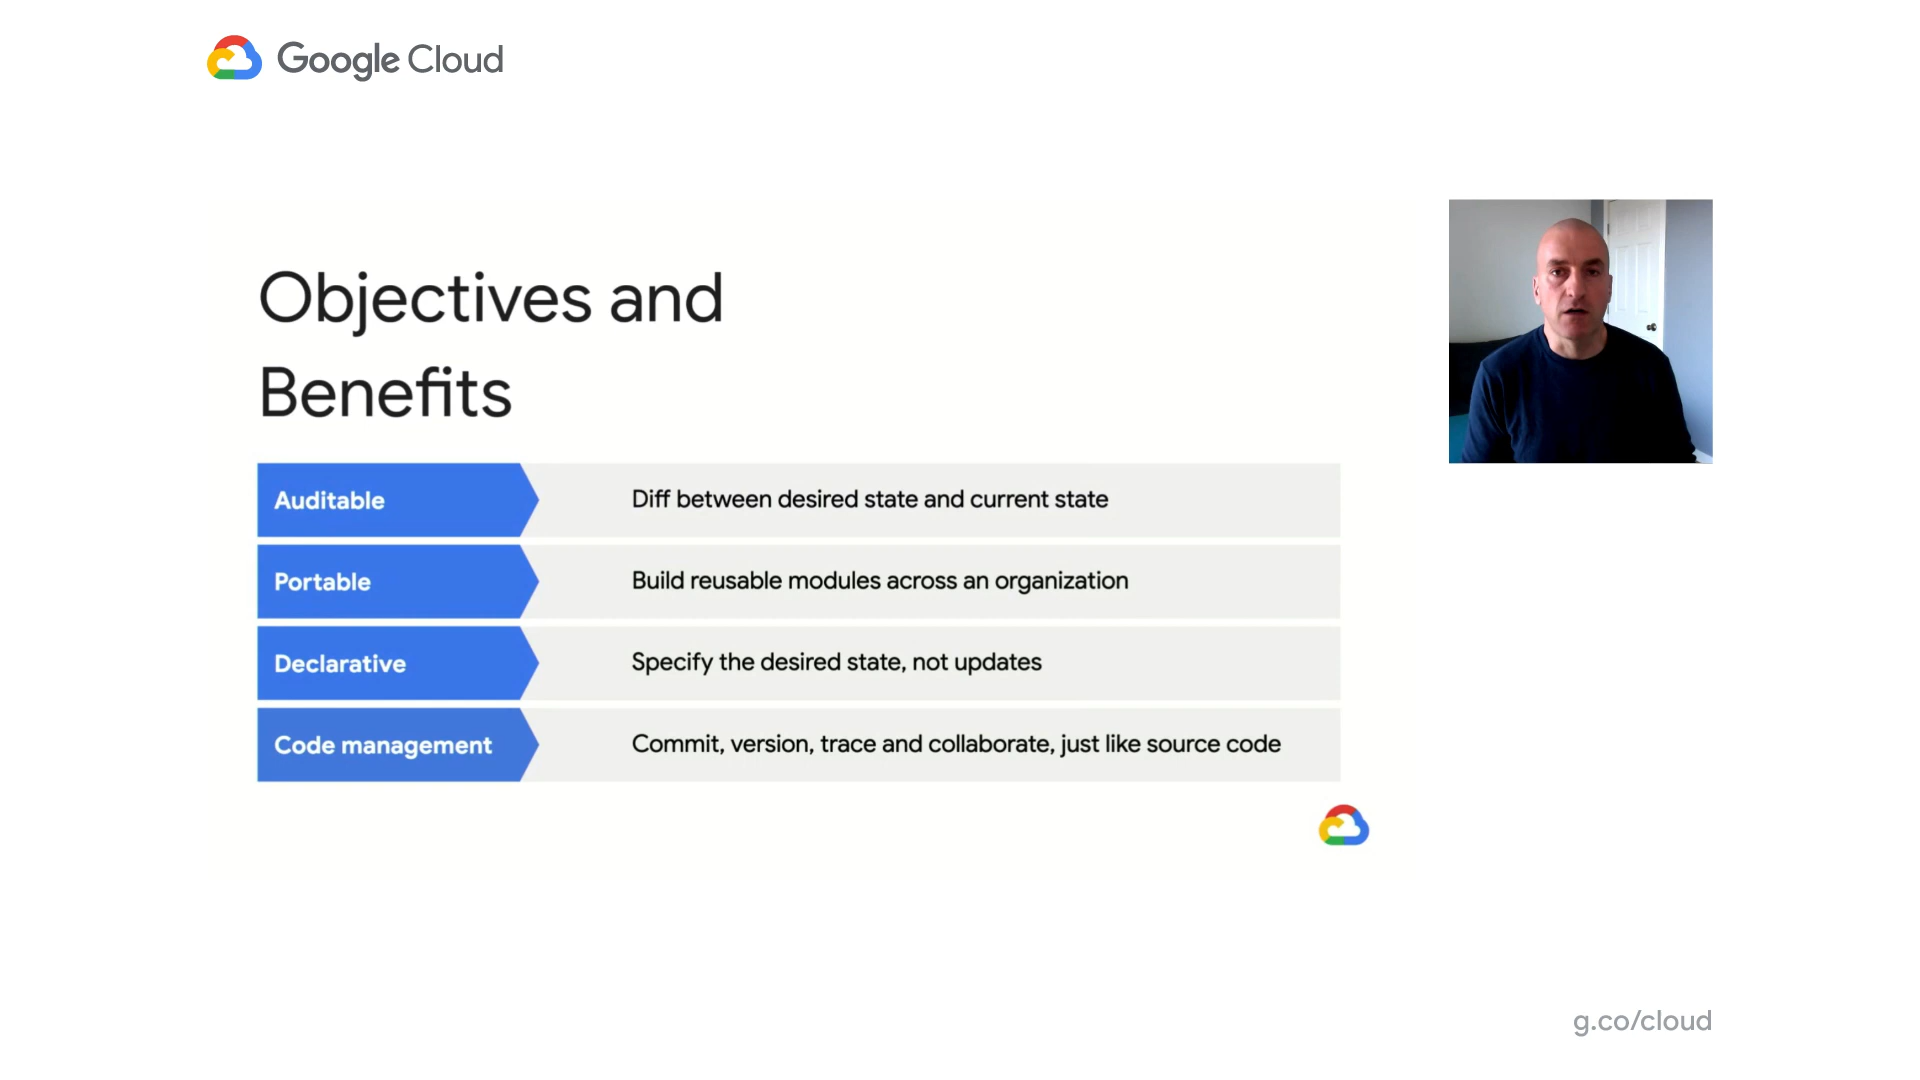 Google Cloud
Objectives and
Benefits
Auditable
Diff between desired state and current state
Portable
Build reusable modules across an organization
Declarative
Specify the desired state, not updates
Code management
Commit, version, trace and collaborate, just like source code
g.co/cloud